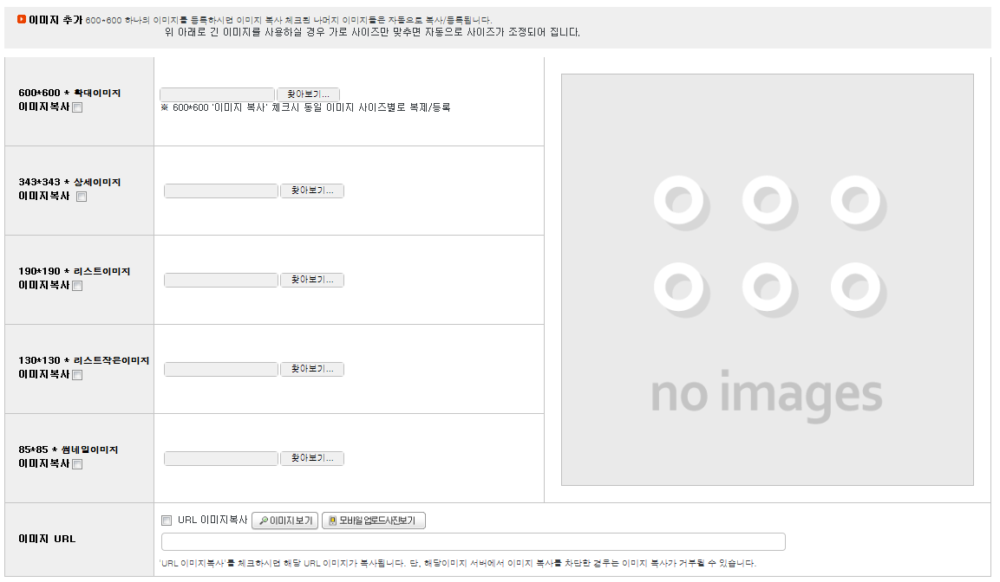 이미지 추가 600*600 하나의 이미지를 등록하시면 이미지 복사 체크된 나머지 이미지들은 자동으로 복사/등록됩니다.
위 아래로 긴 이미지를 사용하실 경우 가로 사이즈만 맞추면 자동으로 사이즈가 조정되어 집니다.
600*600 * 확대이미지
이미지복사
찾아보기...
※ 600*600 '이미지 복사' 체크시 동일 이미지 사이즈별로 복제/등록
343*343 * 상세이미지
이미지복사
찾아보기...
190*190 * 리스트이미지
이미지복사
찾아보기...
130*130 * 리스트작은이미지
이미지복사
찾아보기...
85*85 * 썸네일이미지
이미지복사
찾아보기...
no images
이미지 URL
URL 이미지복사 이미지보기 모바일 업로드사진보기
'URL 이미지복사'를 체크하시면 해당 URL 이미지가 복사됩니다. 단, 해당이미지 서버에서 이미지 복사를 차단한 경우는 이미지 복사가 거부될 수 있습니다.